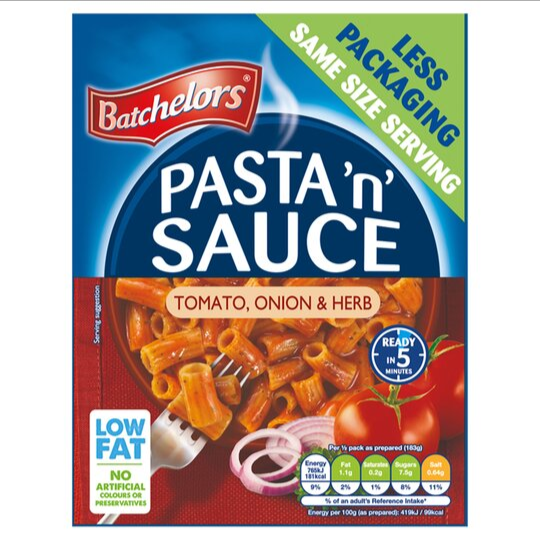 LESS
PACKAGING
SAME SIZE SERVING
Batchelors®
PASTA 'n'
SAUCE
TOMATO, ONION & HERB
Serving suggestion
READY
IN 5
MINUTES
LOW
FAT
NO
ARTIFICIAL
COLOURS OR
PRESERVATIVES
Per ½ pack as prepared (183g)
Energy Fat Saturates Sugars Salt
765kJ 1.1g 0.2g 7.5g 0.64g
181kcal
9% 2% 1% 8% 11%
% of an adult's Reference Intake*
Energy per 100g (as prepared): 419kJ / 99kcal